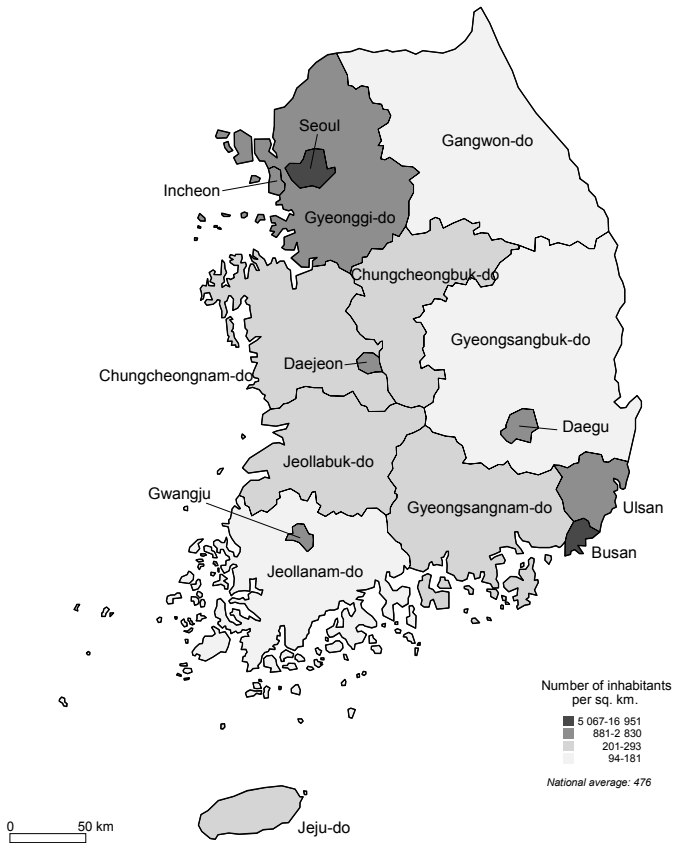 Seoul
Gangwon-do
Incheon
Gyeonggi-do
Chungcheongbuk-do
Gyeongsangbuk-do
Daejeon
Chungcheongnam-do
Daegu
Jeollabuk-do
Gwangju
Gyeongsangnam-do
Ulsan
Busan
Jeollanam-do
Number of inhabitants
per sq. km.
5 067-16 951
881-2 830
201-293
94-181
National average: 476
0 50 km
Jeju-do